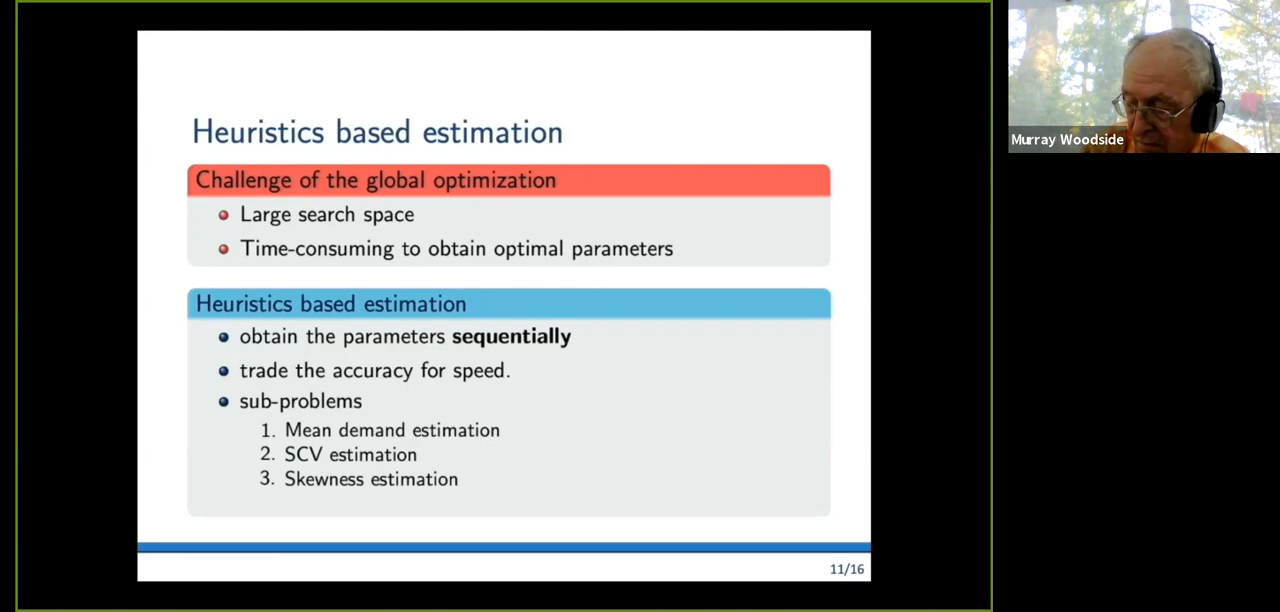 Heuristics based estimation
Challenge of the global optimization
Large search space
Time-consuming to obtain optimal parameters
Heuristics based estimation
obtain the parameters sequentially
trade the accuracy for speed.
sub-problems
1. Mean demand estimation
2. SCV estimation
3. Skewness estimation
11/16
Murray Woodside